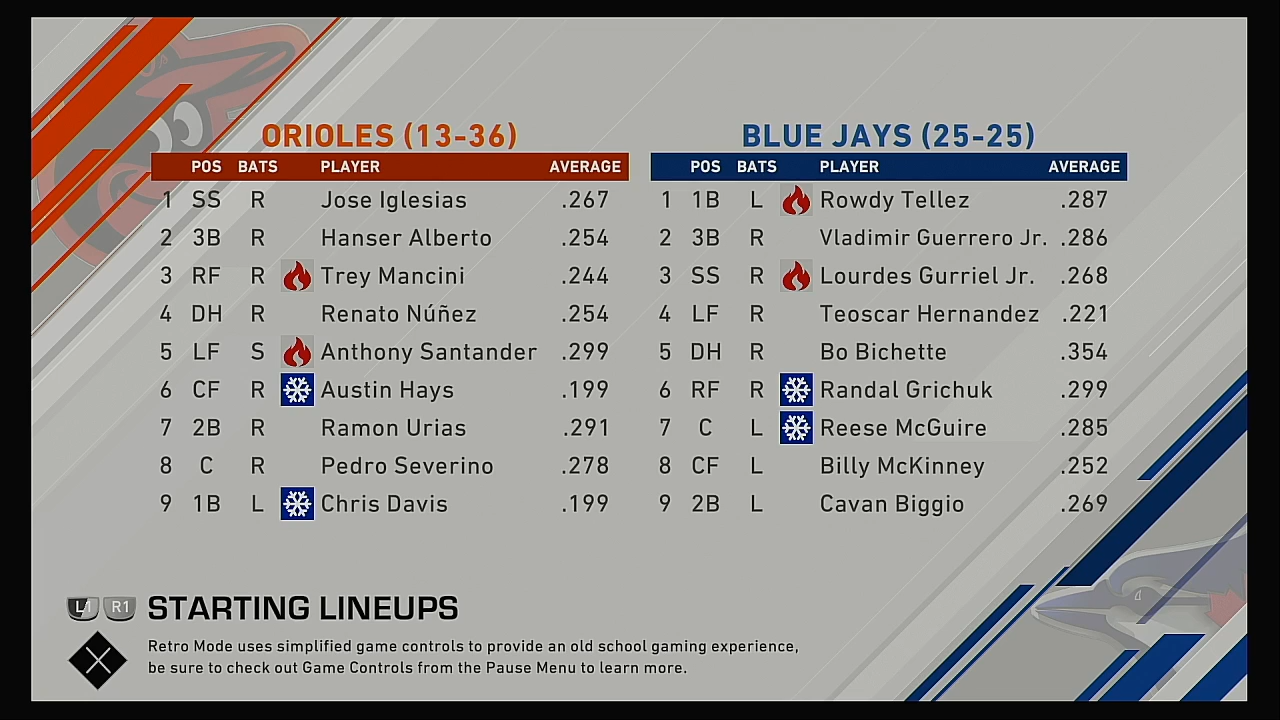 ORIOLES (13-36)
POS BATS PLAYER AVERAGE
1 SS R Jose Iglesias .267
2 3B R Hanser Alberto .254
3 RF R Trey Mancini .244
4 DH R Renato Núñez .254
5 LF S Anthony Santander .299
6 CF R Austin Hays .199
7 2B R Ramon Urias .291
8 C R Pedro Severino .278
9 1B L Chris Davis .199
BLUE JAYS (25-25)
POS BATS PLAYER AVERAGE
1 1B L Rowdy Tellez .287
2 3B R Vladimir Guerrero Jr. .286
3 SS R Lourdes Gurriel Jr. .268
4 LF R Teoscar Hernandez .221
5 DH R Bo Bichette .354
6 RF R Randal Grichuk .299
7 C L Reese McGuire .285
8 CF L Billy McKinney .252
9 2B L Cavan Biggio .269
L1 R1 STARTING LINEUPS
Retro Mode uses simplified game controls to provide an old school gaming experience,
be sure to check out Game Controls from the Pause Menu to learn more.